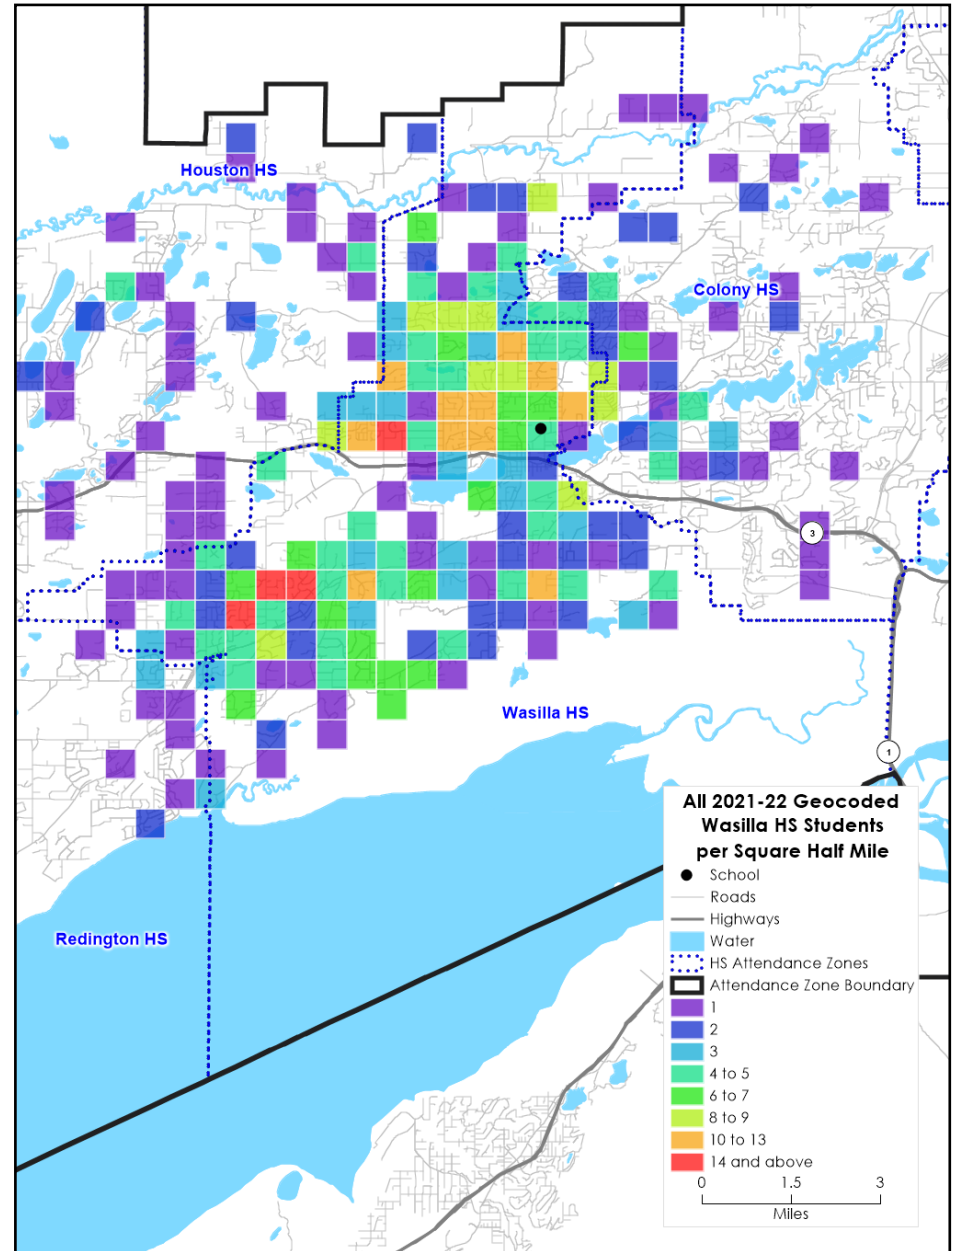 Houston HS
Colony HS
3
Wasilla HS
1
Redington HS
All 2021-22 Geocoded
Wasilla HS Students
per Square Half Mile
School
Roads
Highways
Water
HS Attendance Zones
Attendance Zone Boundary
1
2
3
4 to 5
6 to 7
8 to 9
10 to 13
14 and above
0 1.5 3
Miles